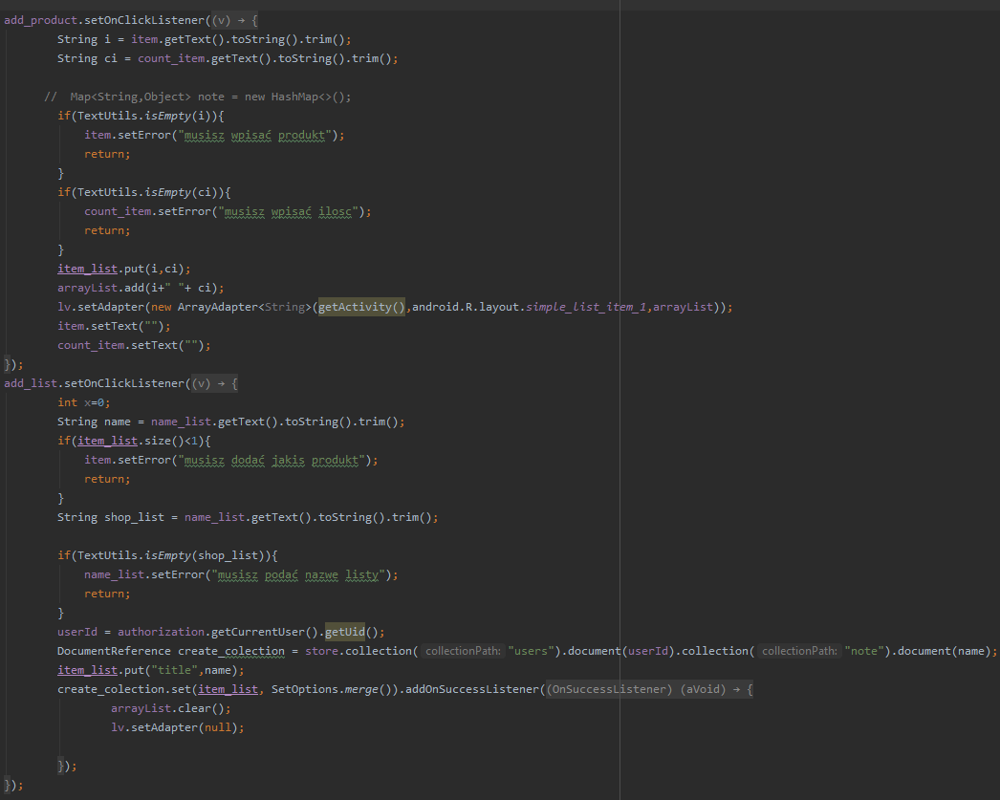 add_product.setOnClickListener((v) → {
String i = item.getText().toString().trim();
String ci = count_item.getText().toString().trim();
//  Map<String,Object> note = new HashMap<>();
if(TextUtils.isEmpty(i)){
item.setError("musisz wpisać produkt");
return;
}
if(TextUtils.isEmpty(ci)){
count_item.setError("musisz wpisać ilosc");
return;
}
item_list.put(i,ci);
arrayList.add(i+" "+ ci);
lv.setAdapter(new ArrayAdapter<String>(getActivity(),android.R.layout.simple_list_item_1,arrayList));
item.setText("");
count_item.setText("");
});
add_list.setOnClickListener((v) → {
int x=0;
String name = name_list.getText().toString().trim();
if(item_list.size()<1){
item.setError("musisz dodać jakis produkt");
return;
}
String shop_list = name_list.getText().toString().trim();
if(TextUtils.isEmpty(shop_list)){
name_list.setError("musisz podać nazwe listy");
return;
}
userId = authorization.getCurrentUser().getUid();
DocumentReference create_colection = store.collection( collectionPath: "users").document(userId).collection( collectionPath: "note").document(name);
item_list.put("title",name);
create_colection.set(item_list, SetOptions.merge()).addOnSuccessListener((OnSuccessListener) (aVoid) → {
arrayList.clear();
lv.setAdapter(null);
});
});